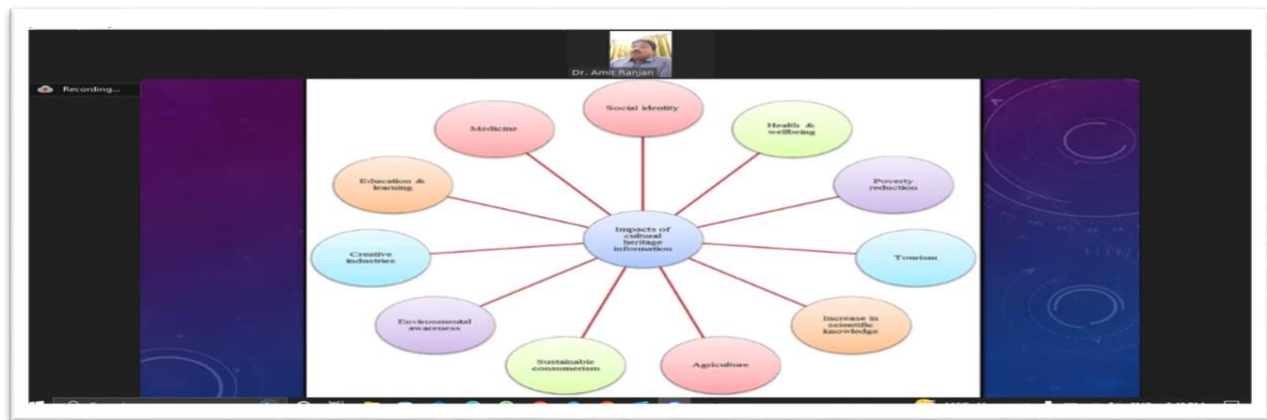 Dr. Amit Ranjan
Recording...
Social identity
Health &
wellbeing
Poverty
reduction
Tourism
Increase in
scientific
knowledge
Agriculture
Sustainable
consumerism
Environmental
awareness
Creative
industries
Education &
learning
Medicine
Impacts of
cultural
heritage
information